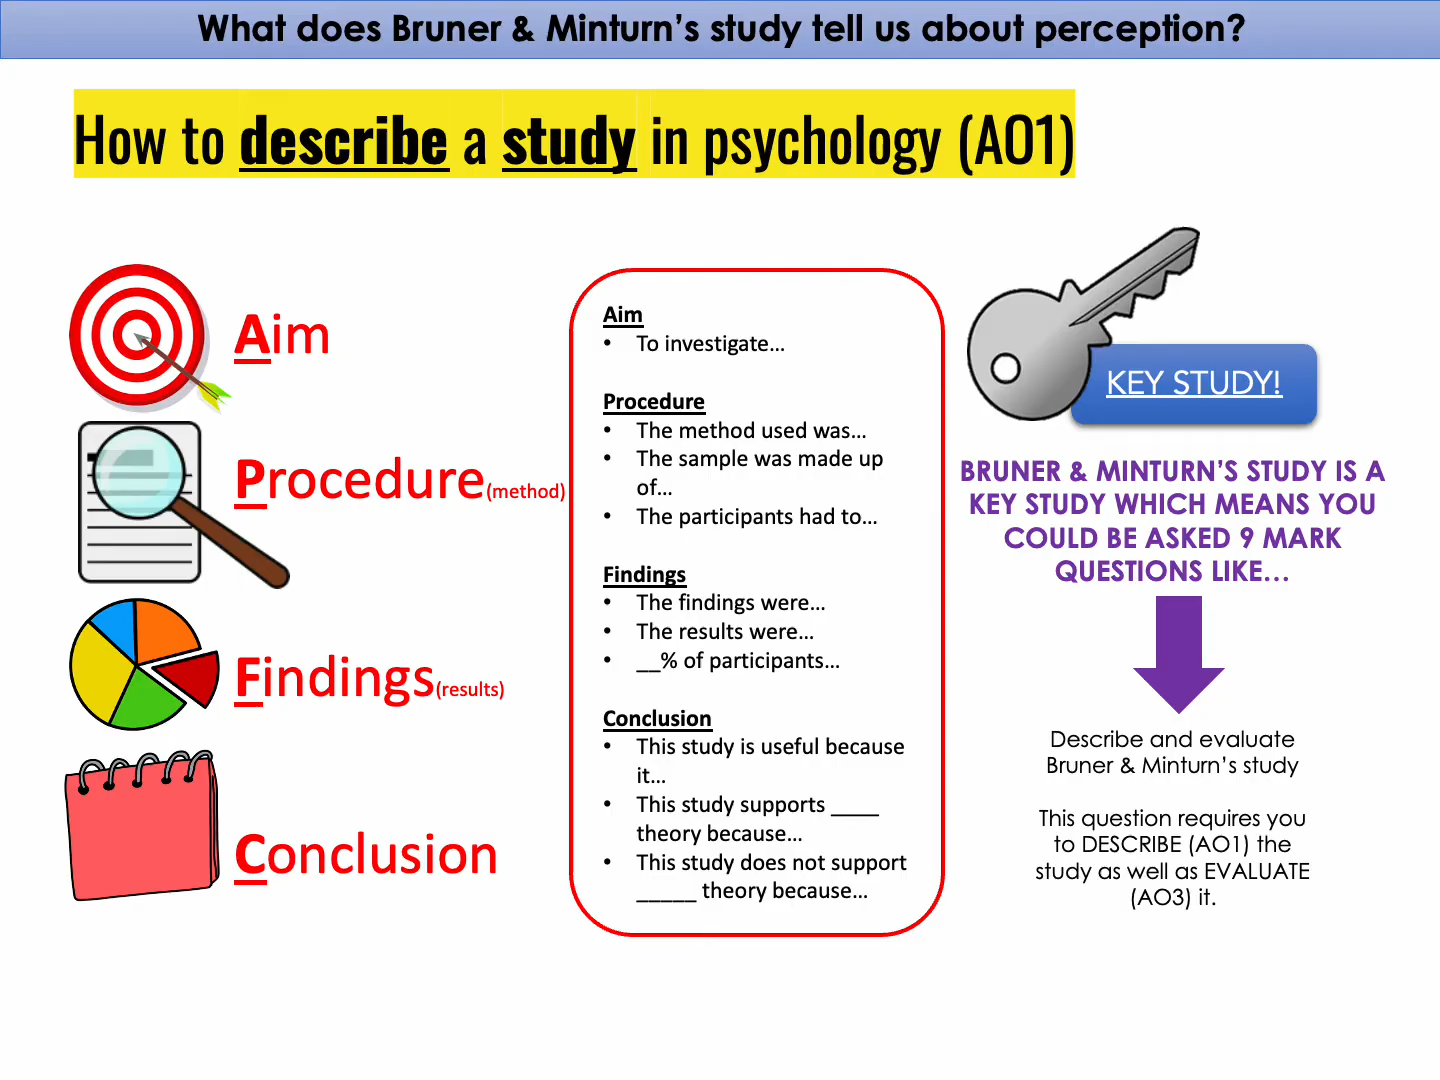 What does Bruner & Minturn's study tell us about perception?
How to describe a study in psychology (AO1)
Aim
Procedure(method)
Findings(results)
Conclusion
Aim
• To investigate...
Procedure
• The method used was...
• The sample was made up
of...
• The participants had to...
Findings
• The findings were...
• The results were...
• __% of participants...
Conclusion
• This study is useful because
it...
• This study supports ____
theory because...
• This study does not support
_____ theory because...
KEY STUDY!
BRUNER & MINTURN'S STUDY IS A
KEY STUDY WHICH MEANS YOU
COULD BE ASKED 9 MARK
QUESTIONS LIKE...
Describe and evaluate
Bruner & Minturn's study
This question requires you
to DESCRIBE (AO1) the
study as well as EVALUATE
(AO3) it.